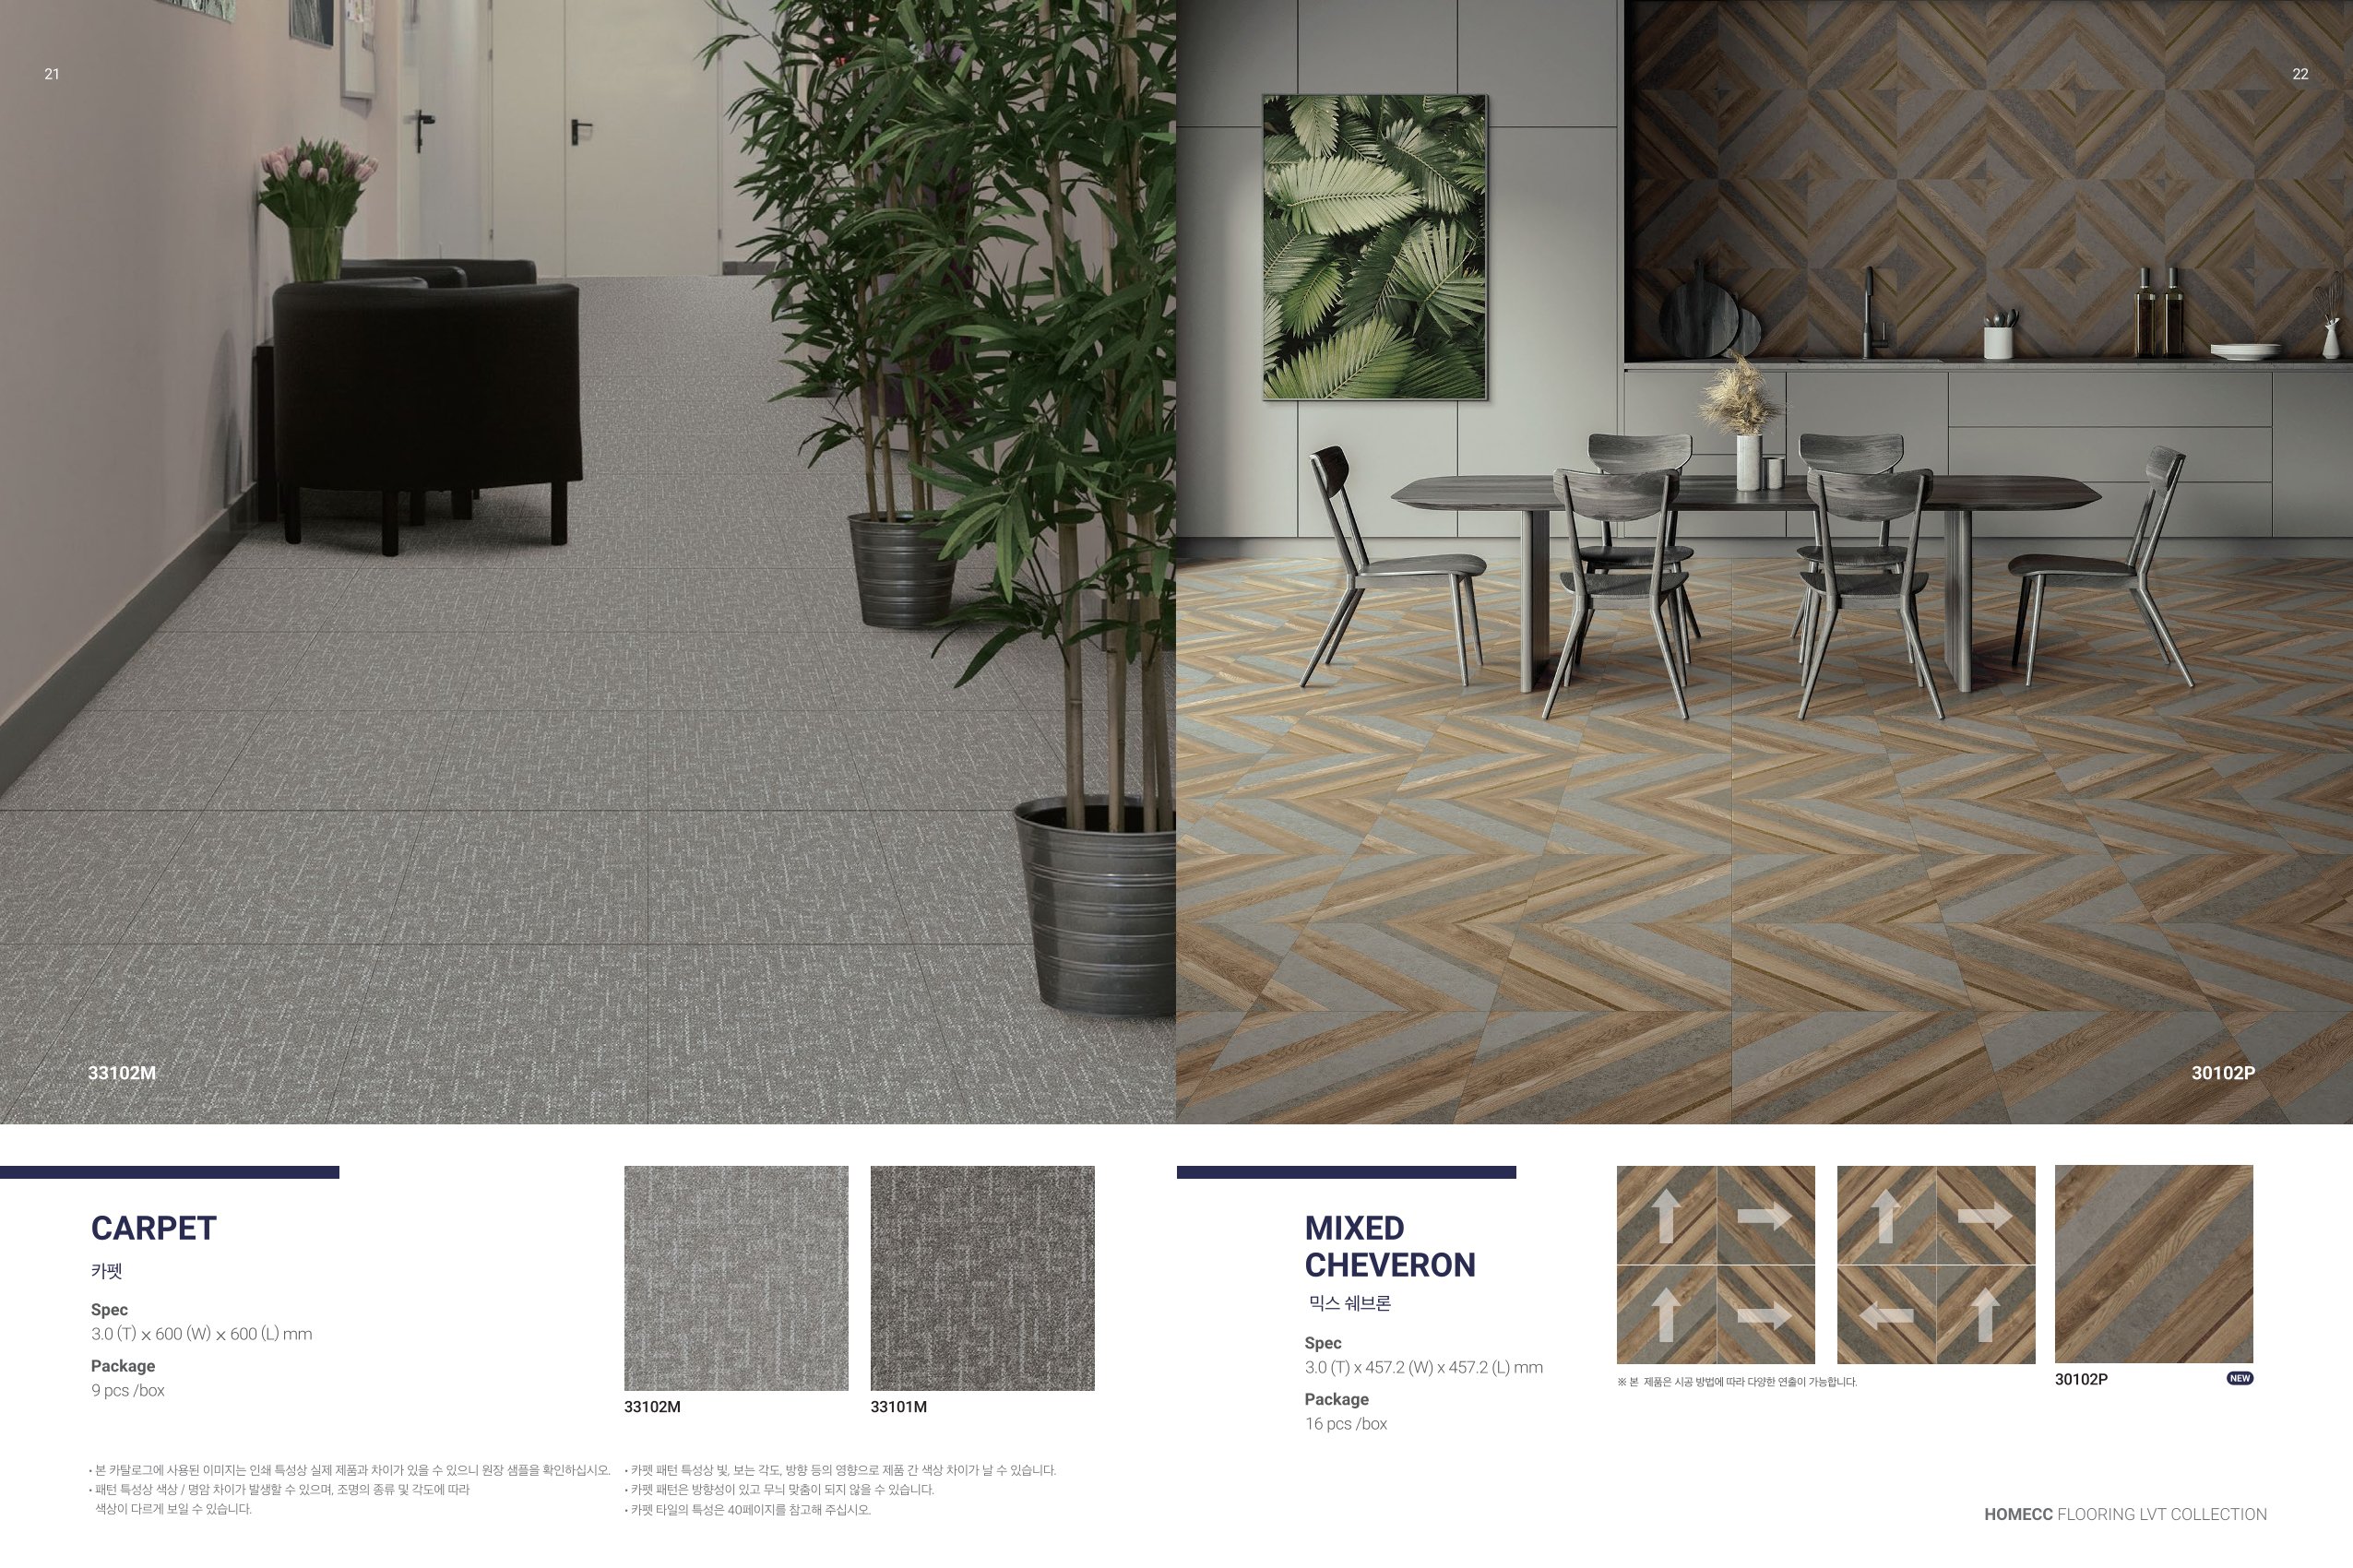 21
33102M
CARPET
카펫
Spec
3.0 (T) x 600 (W) x 600 (L) mm
Package
9 pcs /box
33102M
33101M
• 본 카탈로그에 사용된 이미지는 인쇄 특성상 실제 제품과 차이가 있을 수 있으니 원장 샘플을 확인하십시오.
• 패턴 특성상 색상 / 명암 차이가 발생할 수 있으며, 조명의 종류 및 각도에 따라
색상이 다르게 보일 수 있습니다.
• 카펫 패턴 특성상 빛, 보는 각도, 방향 등의 영향으로 제품 간 색상 차이가 날 수 있습니다.
• 카펫 패턴은 방향성이 있고 무늬 맞춤이 되지 않을 수 있습니다.
• 카펫 타일의 특성은 40페이지를 참고해 주십시오.
22
30102P
MIXED
CHEVERON
믹스 쉐브론
Spec
3.0 (T) x 457.2 (W) x 457.2 (L) mm
Package
16 pcs /box
※ 본 제품은 시공 방법에 따라 다양한 연출이 가능합니다.
30102P
NEW
HOMECC FLOORING LVT COLLECTION